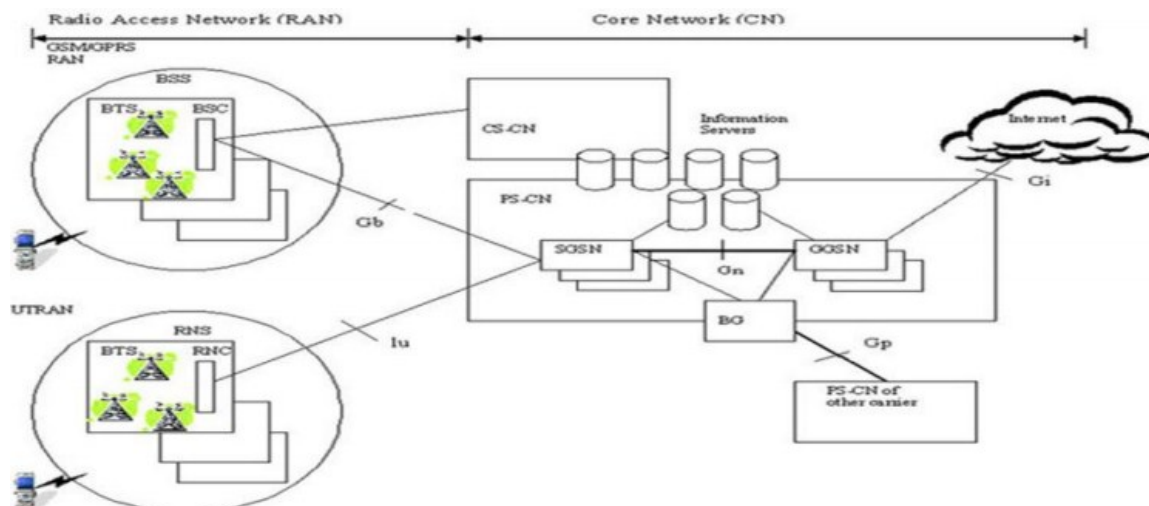 Radio Access Network (RAN)
Core Network (CN)
GSM/GPRS
RAN
BSS
BTS
BSC
CS-CN
Information
Servers
Internet
Gi
PS-CN
Gb
SGSN
Gn
GGSN
UTRAN
RNS
BG
Iu
Gp
BTS
RNC
PS-CN of
other carrier